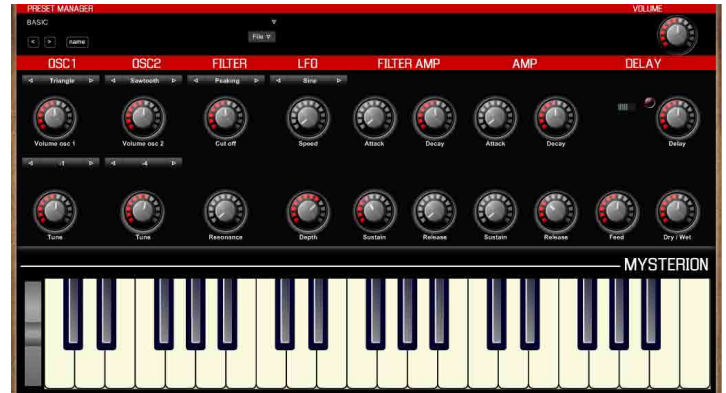 PRESET MANAGER VOLUME
BASIC
< > name File
OSC1 OSC2 FILTER LFO FILTER AMP AMP DELAY
Triangle Sawtooth Peaking Sine
Volume osc 1 Volume osc 2 Cut off Speed Attack Decay Attack Decay Delay
-1 -4
Tune Tune Resonance Depth Sustain Release Sustain Release Feed Dry / Wet
MYSTERION